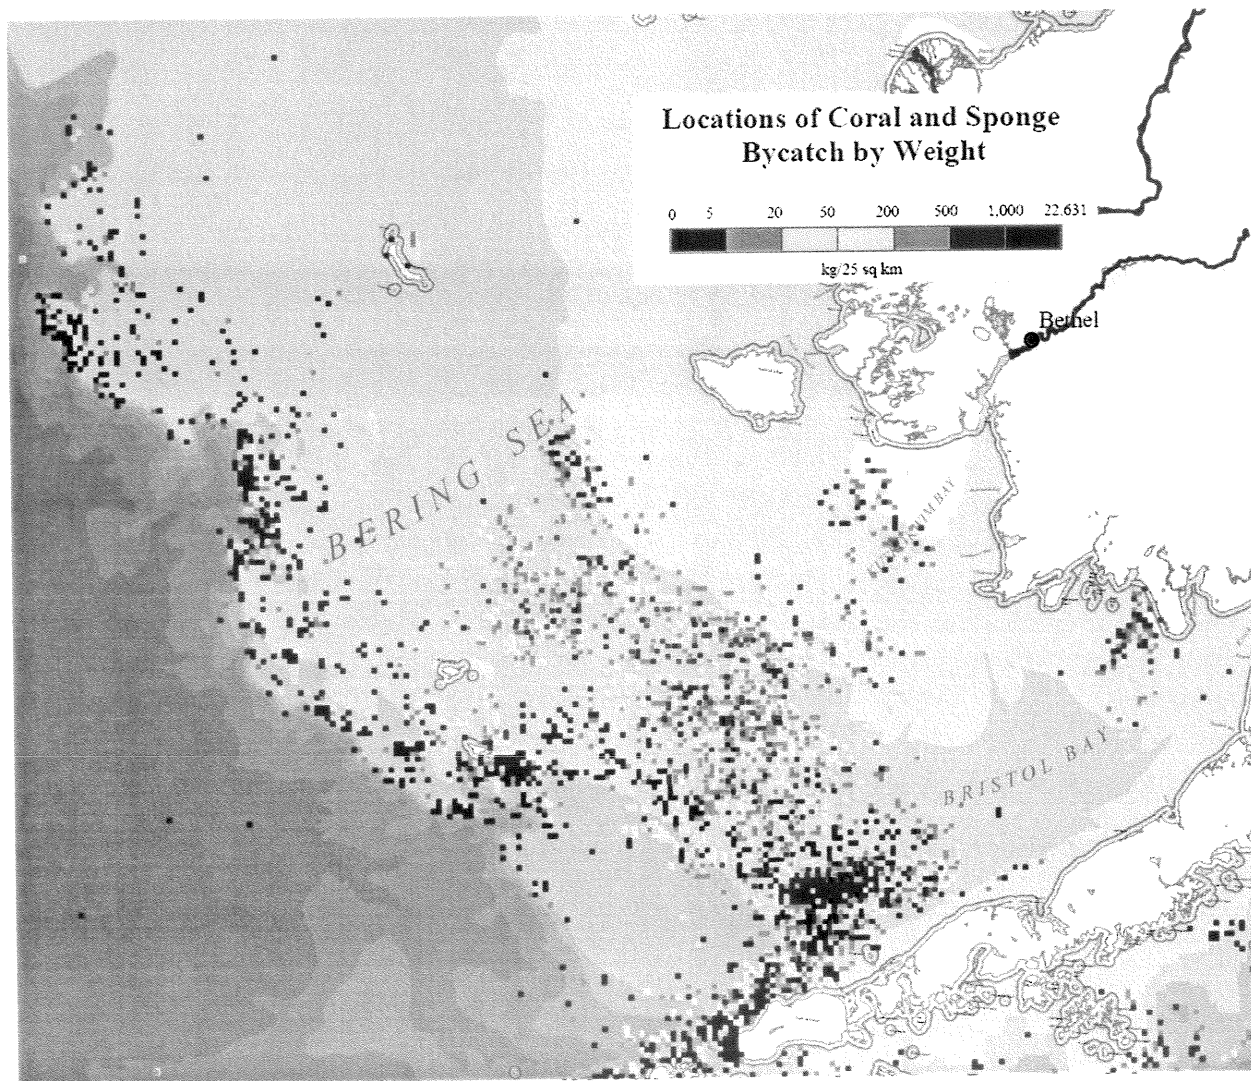 Locations of Coral and Sponge
Bycatch by Weight
0 5 20 50 200 500 1,000 22.631
kg/25 sq km
Bethel
BERING SEA
BRISTOL BAY